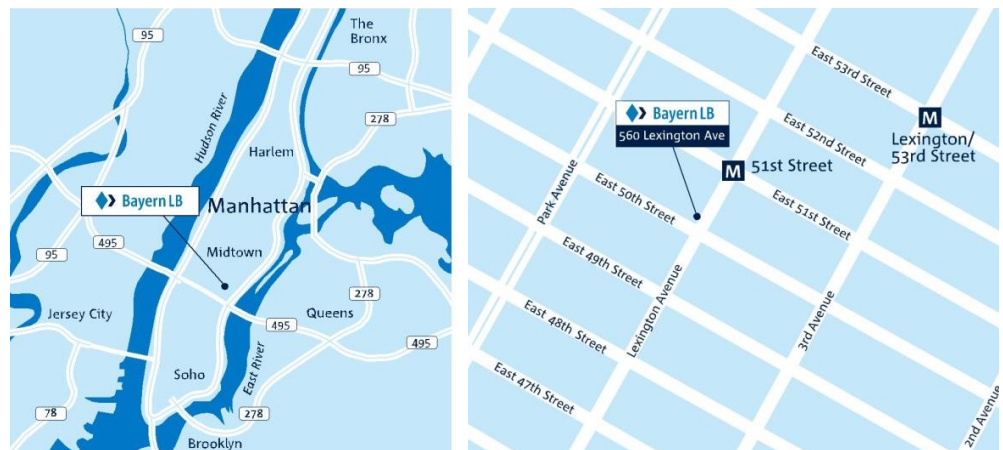 The
Bronx
95
95
278
Hudson River
Harlem
Bayern LB
Manhattan
495
Midtown
95
278
Jersey City
Queens
495
495
East River
Soho
78
278
Brooklyn
East 53rd Street
Bayern LB
560 Lexington Ave
East 52nd Street
M
Lexington/
53rd Street
M
51st Street
Park Avenue
East 50th Street
East 51st Street
East 49th Street
East 48th Street
Lexington Avenue
3rd Avenue
East 47th Street
2nd Avenue